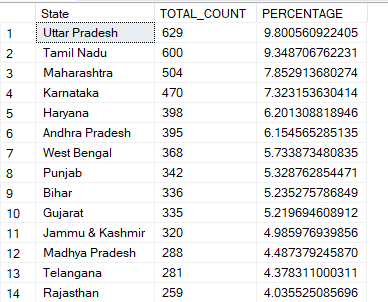 State TOTAL_COUNT PERCENTAGE
1 Uttar Pradesh 629 9.800560922405
2 Tamil Nadu 600 9.348706762231
3 Maharashtra 504 7.852913680274
4 Karnataka 470 7.323153630414
5 Haryana 398 6.201308818946
6 Andhra Pradesh 395 6.154565285135
7 West Bengal 368 5.733873480835
8 Punjab 342 5.328762854471
9 Bihar 336 5.235275786849
10 Gujarat 335 5.219694608912
11 Jammu & Kashmir 320 4.985976939856
12 Madhya Pradesh 288 4.487379245870
13 Telangana 281 4.378311000311
14 Rajasthan 259 4.035525085696